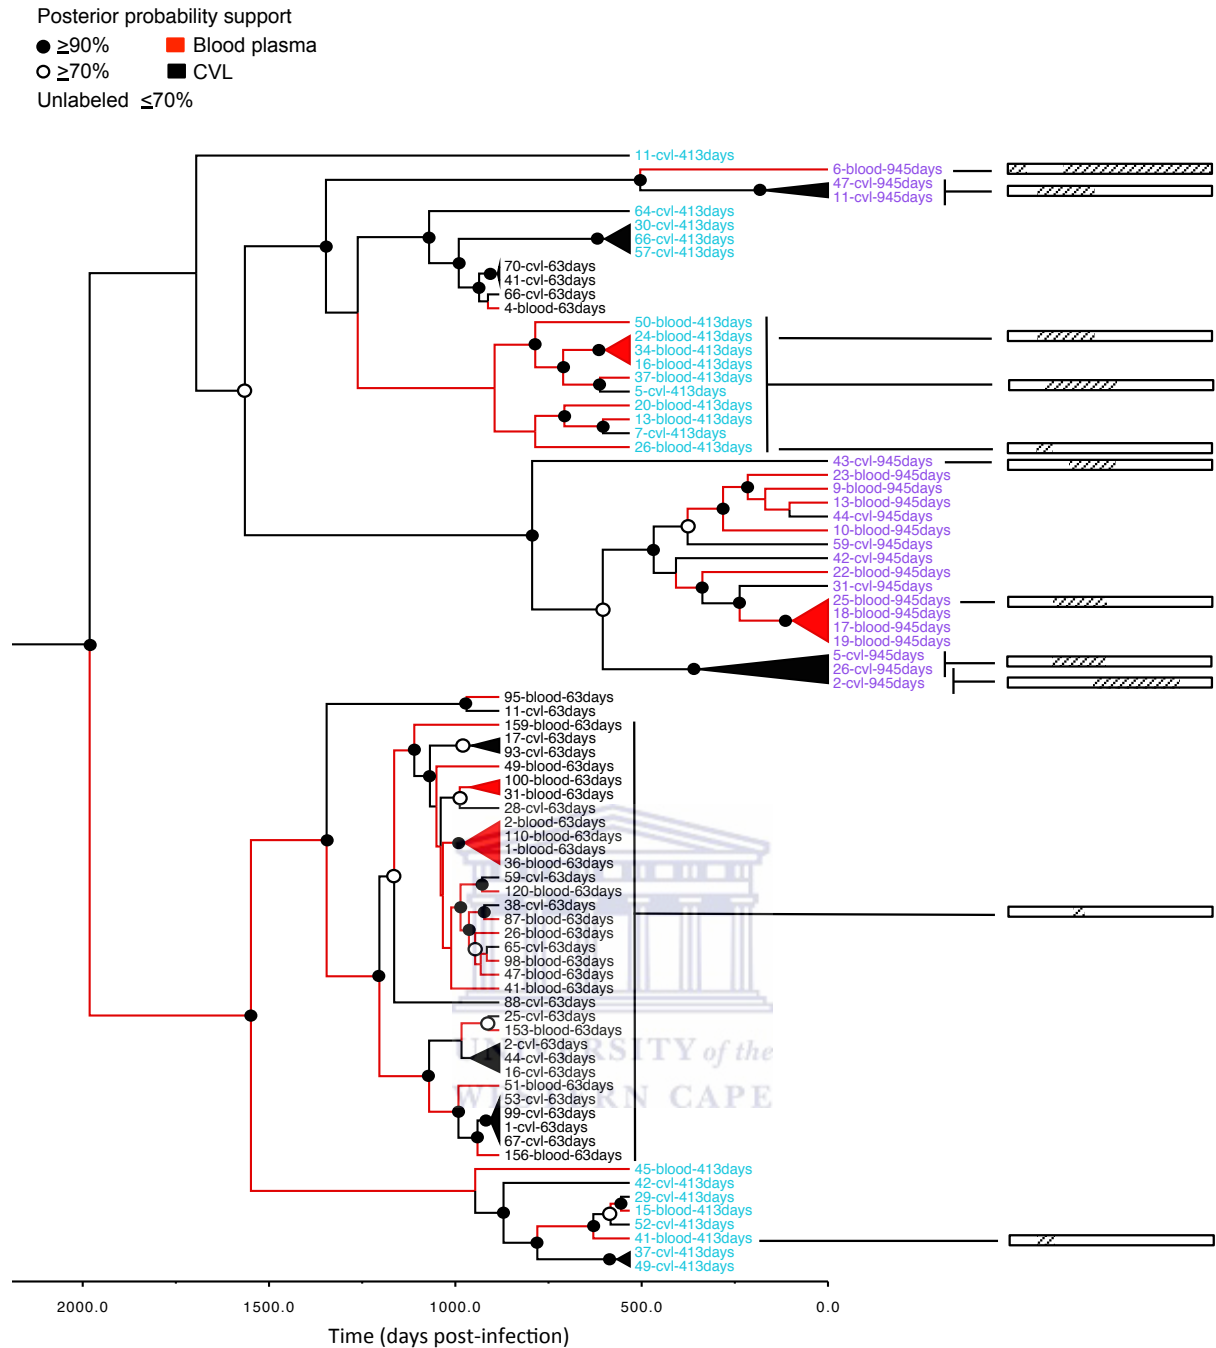 Posterior probability support
≥90% Blood plasma
≥70% CVL
Unlabeled ≤70%
11-cvl-413days
6-blood-945days
47-cvl-945days
11-cvl-945days
64-cvl-413days
30-cvl-413days
66-cvl-413days
57-cvl-413days
70-cvl-63days
41-cvl-63days
66-cvl-63days
4-blood-63days
50-blood-413days
24-blood-413days
34-blood-413days
16-blood-413days
37-blood-413days
5-cvl-413days
20-blood-413days
13-blood-413days
7-cvl-413days
26-blood-413days
43-cvl-945days
23-blood-945days
9-blood-945days
13-blood-945days
44-cvl-945days
10-blood-945days
59-cvl-945days
42-cvl-945days
22-blood-945days
31-cvl-945days
25-blood-945days
18-blood-945days
17-blood-945days
19-blood-945days
5-cvl-945days
26-cvl-945days
2-cvl-945days
95-blood-63days
11-cvl-63days
159-blood-63days
17-cvl-63days
93-cvl-63days
49-blood-63days
100-blood-63days
31-blood-63days
28-cvl-63days
2-blood-63days
110-blood-63days
1-blood-63days
36-blood-63days
59-cvl-63days
120-blood-63days
38-cvl-63days
87-blood-63days
26-blood-63days
65-cvl-63days
98-blood-63days
47-blood-63days
41-blood-63days
88-cvl-63days
25-cvl-63days
153-blood-63days
2-cvl-63days
44-cvl-63days
16-cvl-63days
51-blood-63days
53-cvl-63days
99-cvl-63days
1-cvl-63days
67-cvl-63days
156-blood-63days
45-blood-413days
42-cvl-413days
29-cvl-413days
15-blood-413days
52-cvl-413days
41-blood-413days
37-cvl-413days
49-cvl-413days
UNIVERSITY of the
WESTERN CAPE
2000.0 1500.0 1000.0 500.0 0.0
Time (days post-infection)